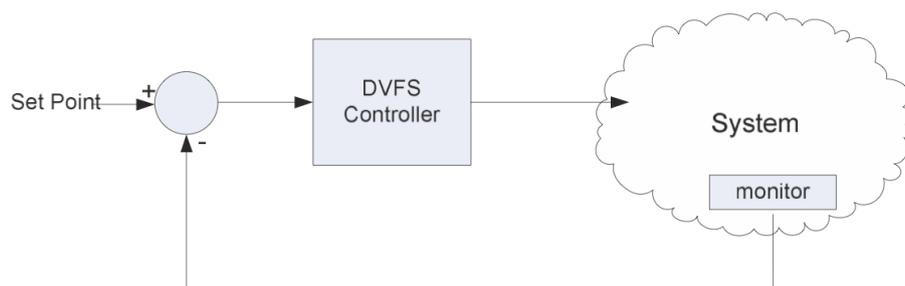 Set Point
+
-
DVFS
Controller
System
monitor